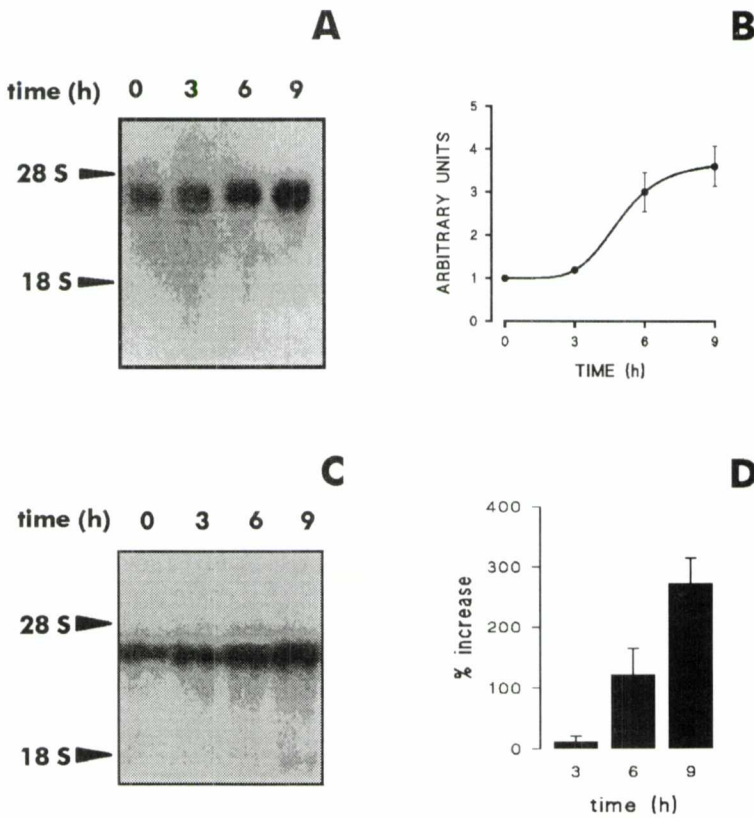 A
time (h) 0 3 6 9
28 S
18 S
B
ARBITRARY UNITS
5
4
3
2
1
0
0 3 6 9
TIME (h)
C
time (h) 0 3 6 9
28 S
18 S
D
% increase
400
300
200
100
0
3 6 9
time (h)